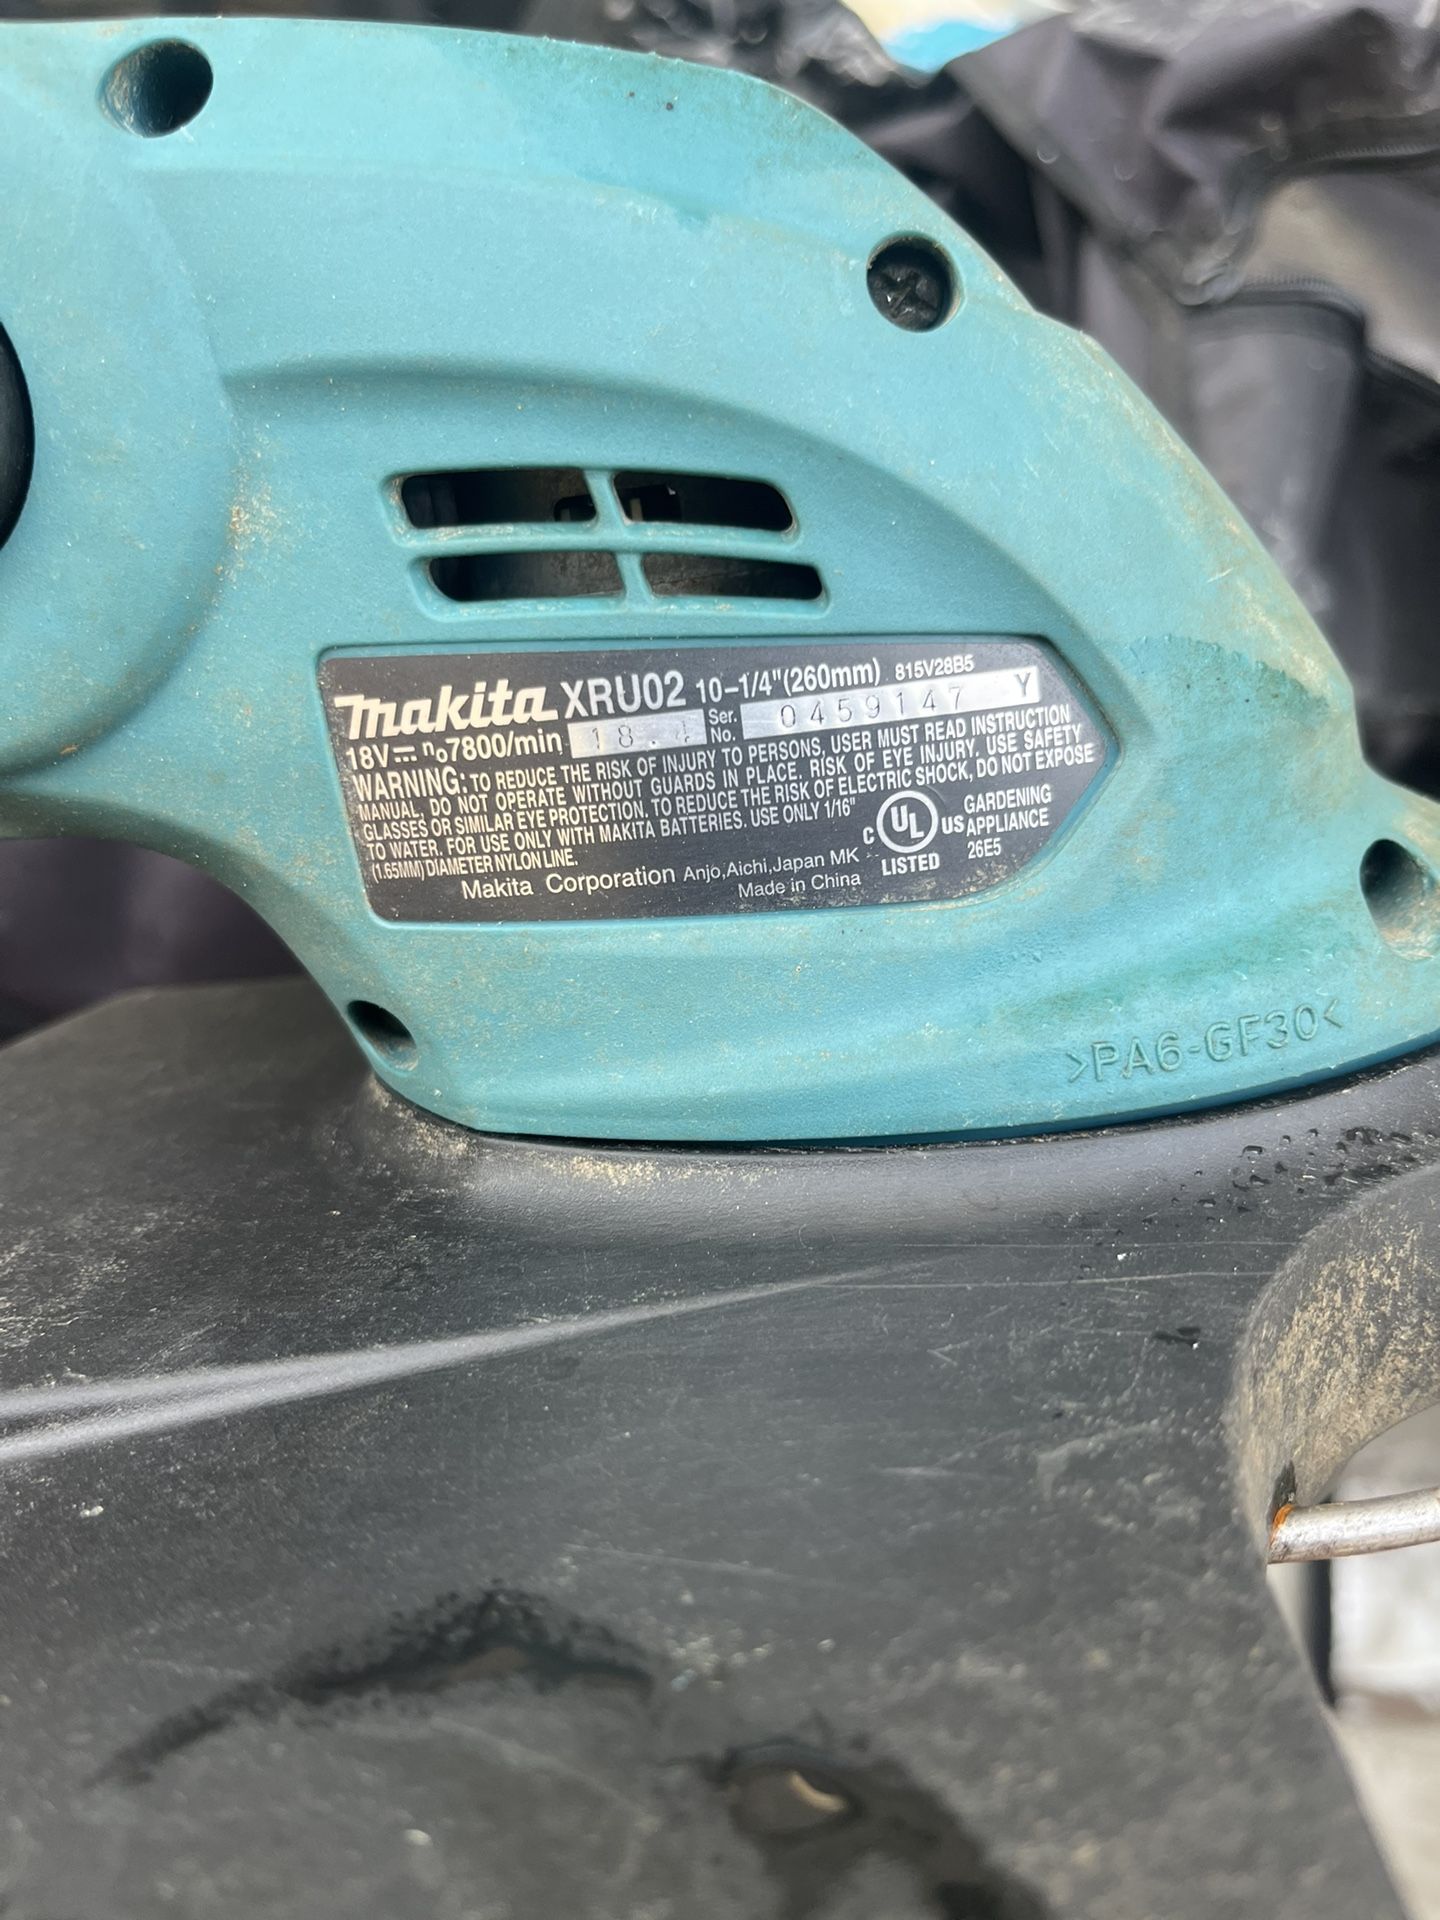 makita XRU02 10-1/4"(260mm) 815V28B5
18V⎓ n₀7800/min 18.4 Ser. No. 0459147 Y
WARNING: TO REDUCE THE RISK OF INJURY TO PERSONS, USER MUST READ INSTRUCTION
MANUAL, DO NOT OPERATE WITHOUT GUARDS IN PLACE. RISK OF EYE INJURY. USE SAFETY
GLASSES OR SIMILAR EYE PROTECTION. TO REDUCE THE RISK OF ELECTRIC SHOCK, DO NOT EXPOSE
TO WATER. FOR USE ONLY WITH MAKITA BATTERIES. USE ONLY 1/16"
(1.65MM) DIAMETER NYLON LINE.
C UL US LISTED
GARDENING
APPLIANCE
26E5
Makita Corporation Anjo,Aichi,Japan MK
Made in China
>PA6-GF30<